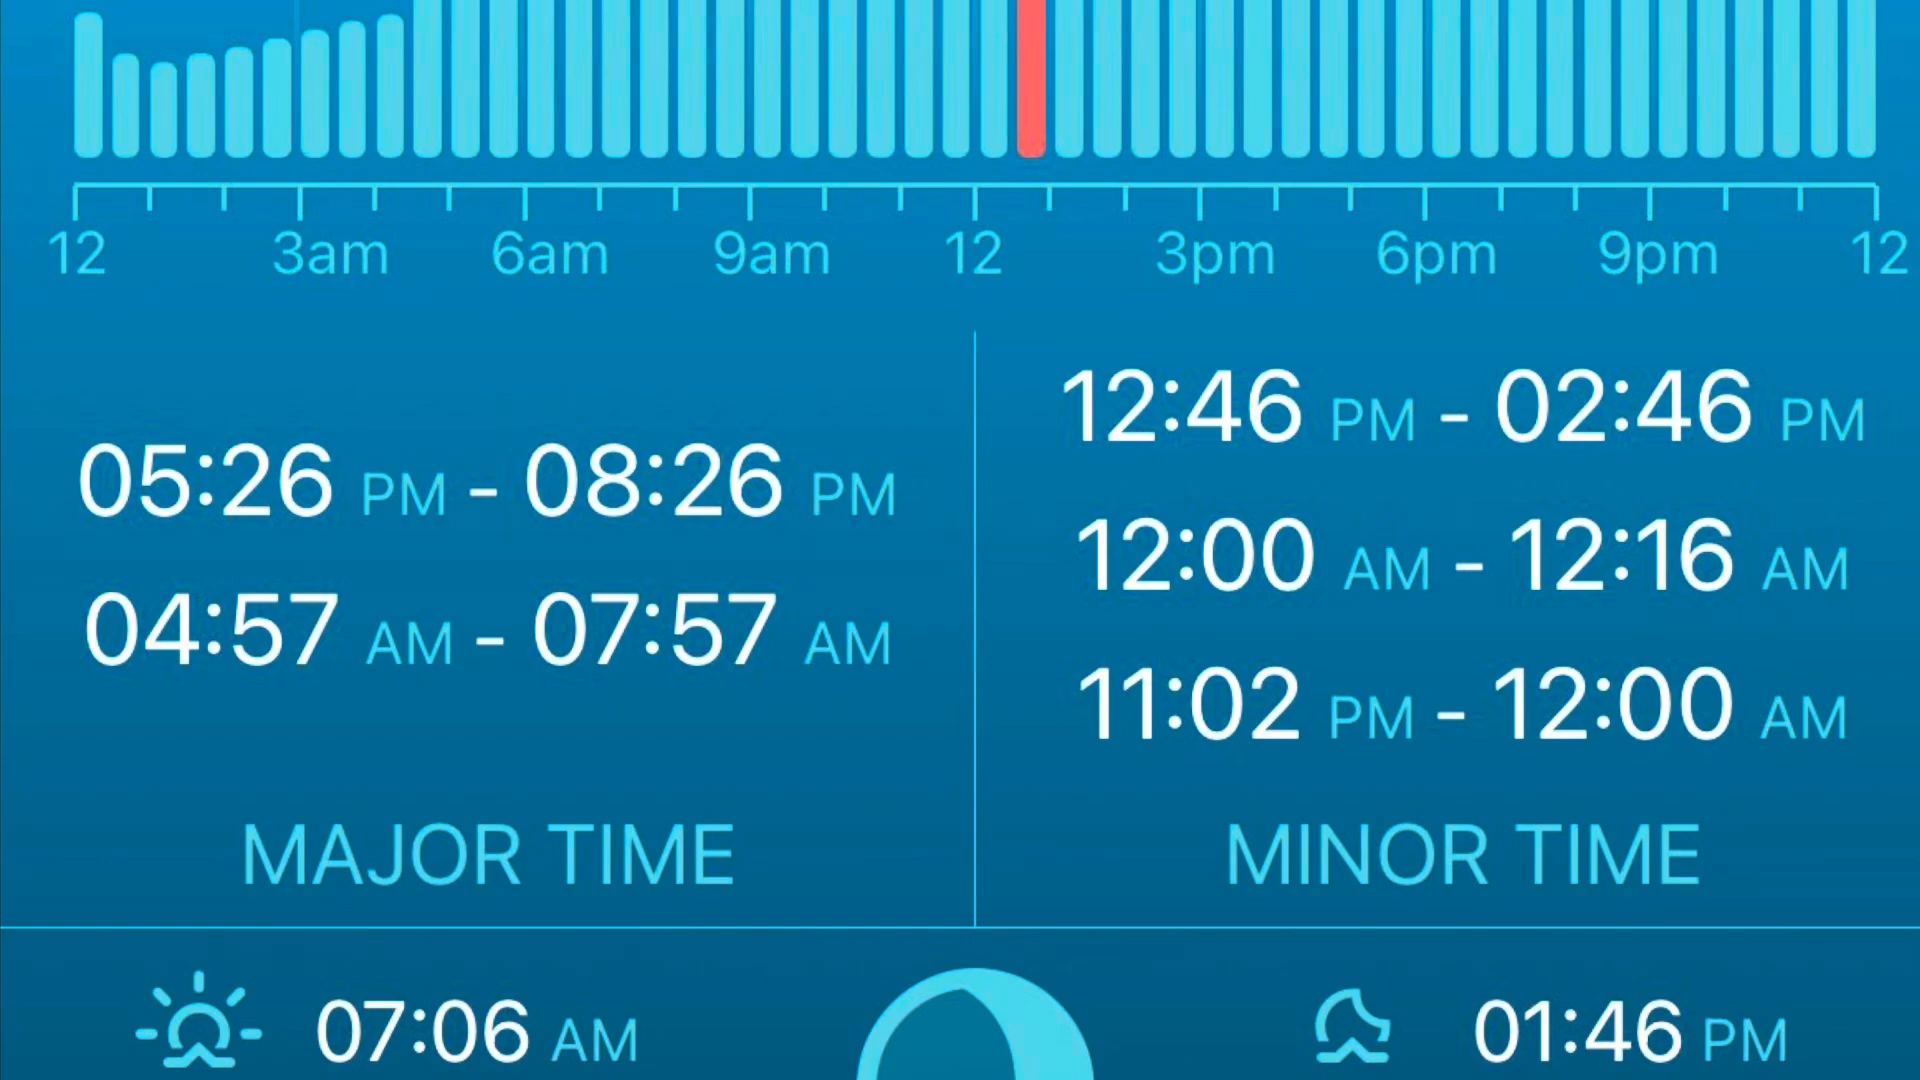 12 3am 6am 9am 12 3pm 6pm 9pm 12
05:26 PM - 08:26 PM
04:57 AM - 07:57 AM
MAJOR TIME
12:46 PM - 02:46 PM
12:00 AM - 12:16 AM
11:02 PM - 12:00 AM
MINOR TIME
07:06 AM
01:46 PM